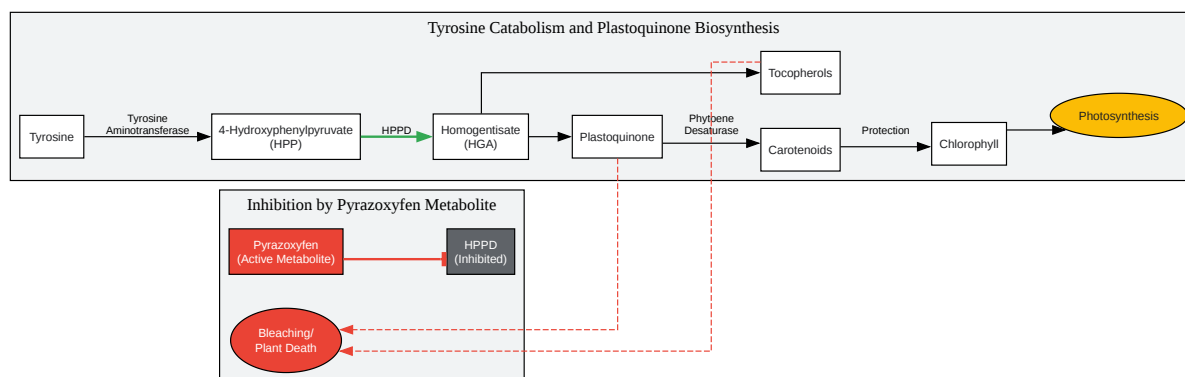 Tyrosine Catabolism and Plastoquinone Biosynthesis
Tocopherols
Tyrosine
Tyrosine
Aminotransferase
4-Hydroxyphenylpyruvate
(HPP)
HPPD
Homogentisate
(HGA)
Plastoquinone
Phytoene
Desaturase
Carotenoids
Protection
Chlorophyll
Photosynthesis
Inhibition by Pyrazoxyfen Metabolite
Pyrazoxyfen
(Active Metabolite)
HPPD
(Inhibited)
Bleaching/
Plant Death